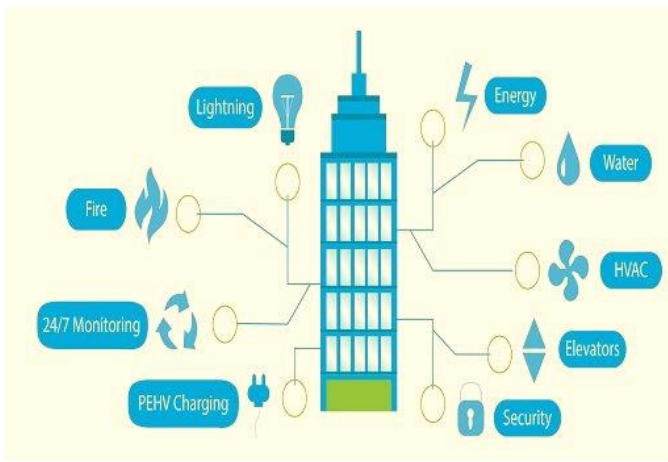 Lightning
Energy
Water
Fire
HVAC
24/7 Monitoring
Elevators
PEHV Charging
Security